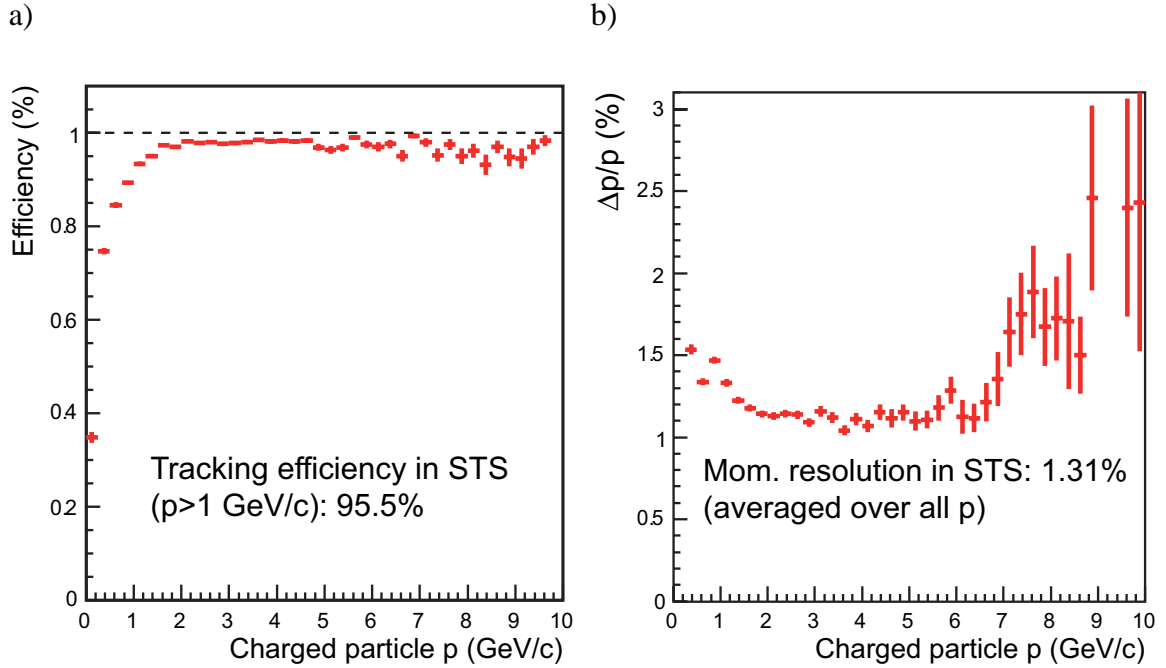 a)
b)
Efficiency (%)
1
0.8
0.6
0.4
0.2
0
Tracking efficiency in STS
(p>1 GeV/c): 95.5%
0 1 2 3 4 5 6 7 8 9 10
Charged particle p (GeV/c)
Δp/p (%)
3
2.5
2
1.5
1
0.5
0
Mom. resolution in STS: 1.31%
(averaged over all p)
0 1 2 3 4 5 6 7 8 9 10
Charged particle p (GeV/c)